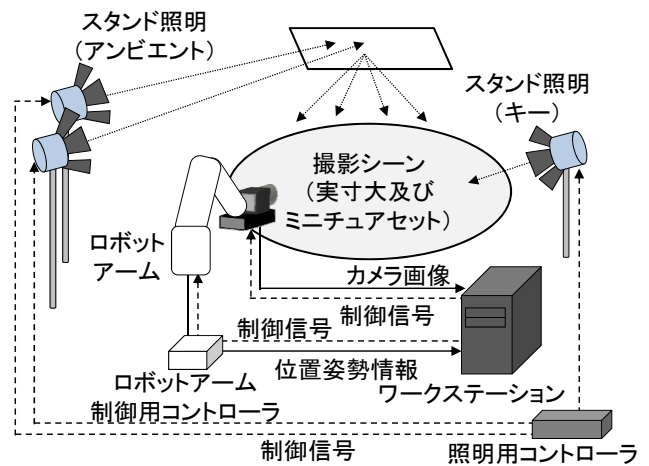 スタンド照明
（アンビエント）
スタンド照明
（キー）
撮影シーン
（実寸大及び
ミニチュアセット）
ロボット
アーム
カメラ画像
制御信号
制御信号
位置姿勢情報
ロボットアーム
制御用コントローラ
ワークステーション
制御信号
照明用コントローラ